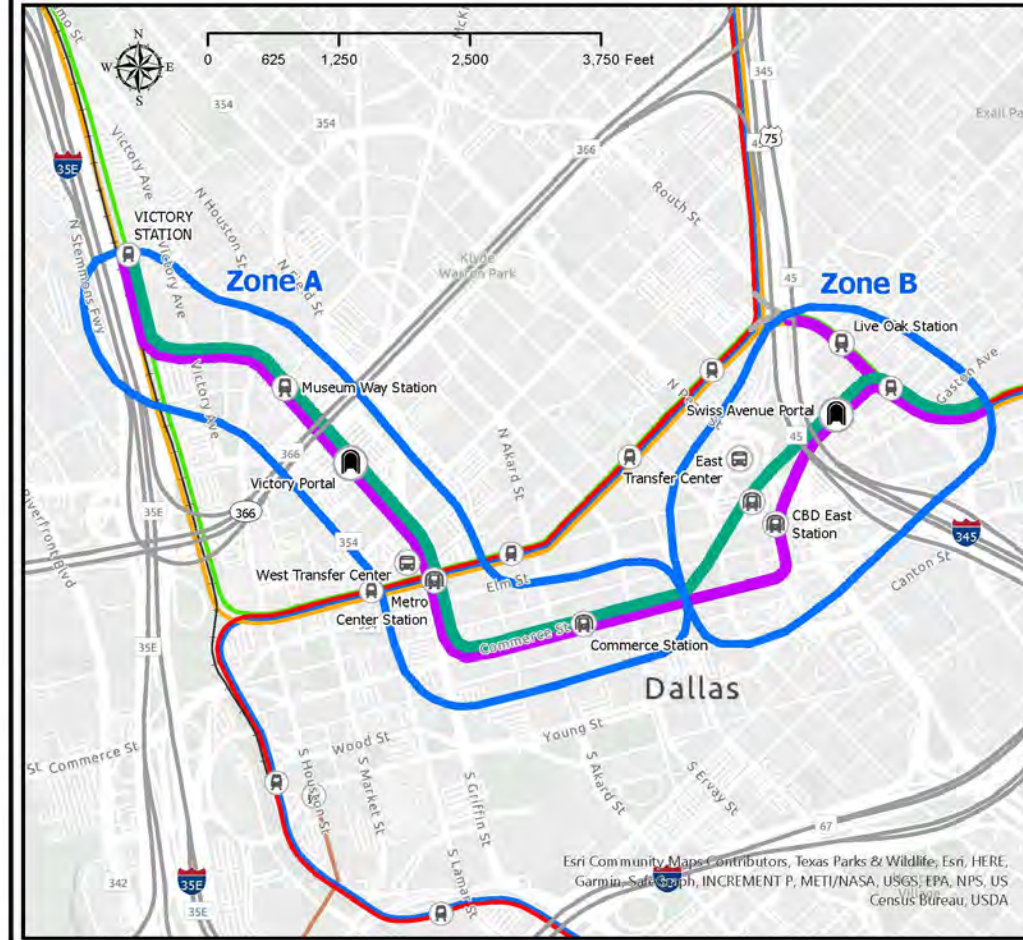 N
W E
S
0 625 1,250 2,500 3,750 Feet
345
354
354
Exall Pa
75
366
35E
Victory Ave
N Houston St
Routh St
VICTORY
STATION
Victory Ave
N Field St
Klyde
Warren Park
N Stemmons Fwy
Zone A
45
Zone B
Live Oak Station
Gaston Ave
Museum Way Station
Victory Ave
Swiss Avenue Portal
N Akard St
45
366
East
Transfer Center
Victory Portal
Riverfront Blvd
35E
366
CBD East
Station
345
354
West Transfer Center
Elm St
Canton St
Metro
Center Station
Commerce St
Commerce Station
35E
Dallas
St Commerce St
Wood St
Young St
S Houston St
S Market St
S Griffin St
S Akard St
S Ervay St
67
S Lamar St
342
35E
35E
Esri Community Maps Contributors, Texas Parks & Wildlife, Esri, HERE,
Garmin, SafeGraph, INCREMENT P, METI/NASA, USGS, EPA, NPS, US
Census Bureau, USDA
Village